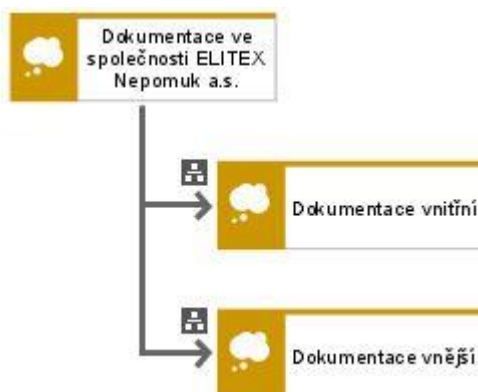 Dokumentace ve
společnosti ELITEX
Nepomuk a.s.
Dokumentace vnitřní
Dokumentace vnější